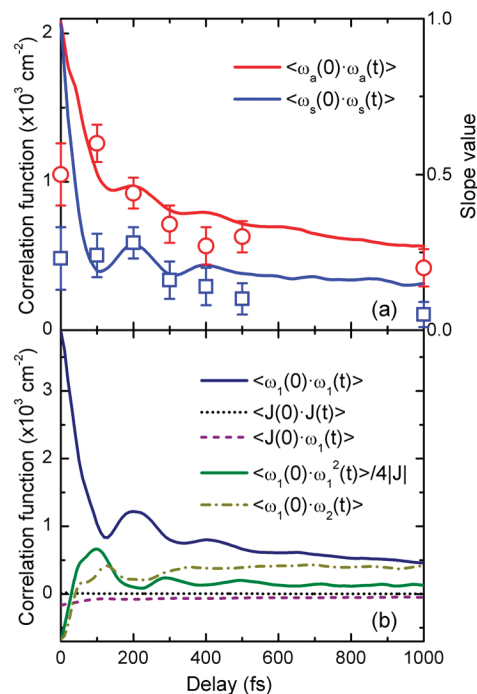 2
1
0
Correlation function (x10³ cm⁻²)
1.0
0.5
0.0
Slope value
<ωₐ(0)·ωₐ(t)>
<ωₛ(0)·ωₛ(t)>
(a)
3
2
1
0
Correlation function (x10³ cm⁻²)
<ω₁(0)·ω₁(t)>
<J(0)·J(t)>
<J(0)·ω₁(t)>
<ω₁(0)·ω₁²(t)>/4|J|
<ω₁(0)·ω₂(t)>
(b)
0 200 400 600 800 1000
Delay (fs)